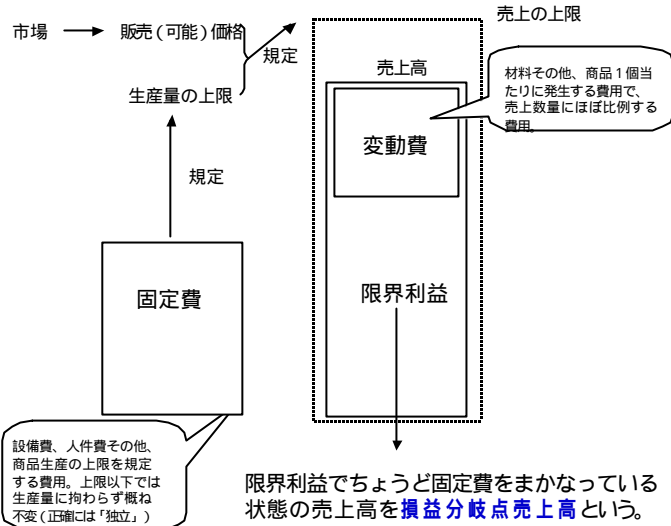 市場
販売(可能)価格
規定
生産量の上限
規定
固定費
設備費、人件費その他、
商品生産の上限を規定
する費用。上限以下では
生産量に拘わらず概ね
不変(正確には「独立」)
売上の上限
売上高
変動費
材料その他、商品1個当
たりに発生する費用で、
売上数量にほぼ比例する
費用。
限界利益
限界利益でちょうど固定費をまかなっている
状態の売上高を損益分岐点売上高という。